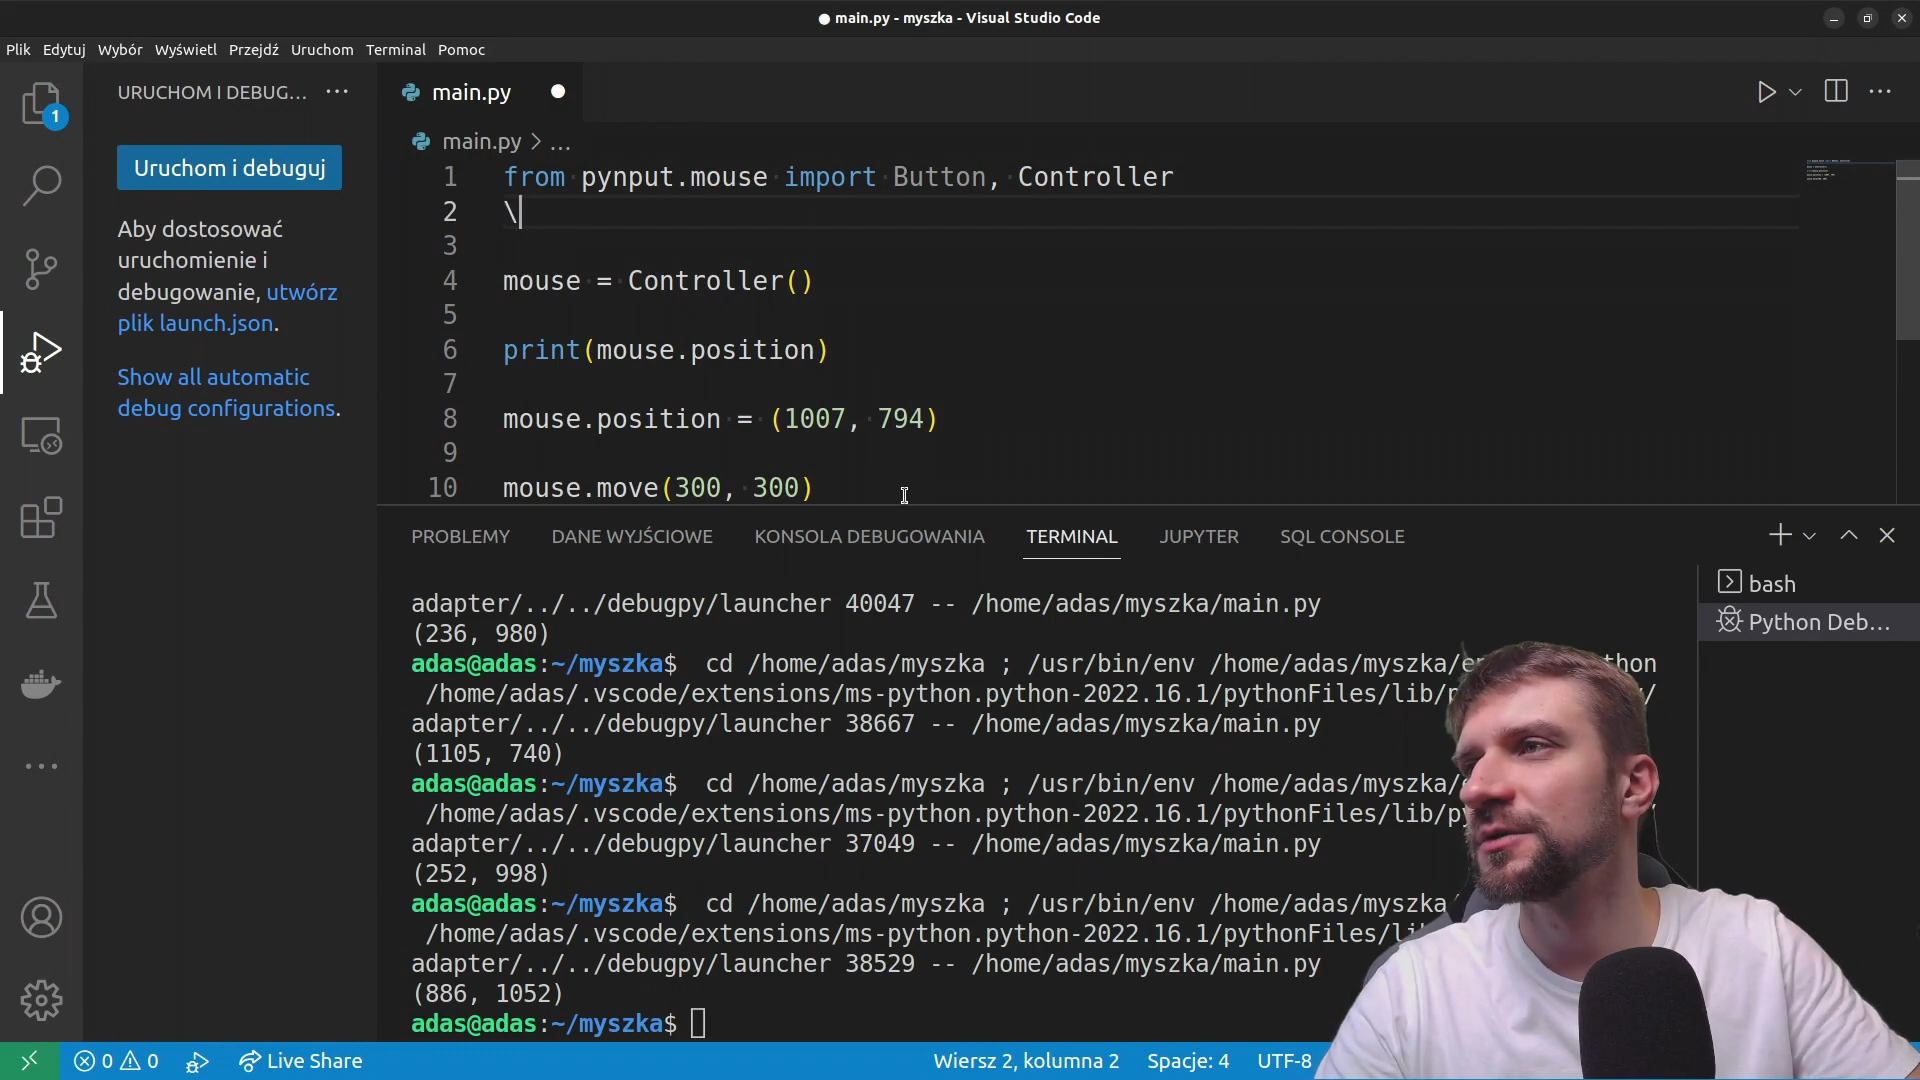 main.py - myszka - Visual Studio Code
Plik Edytuj Wybór Wyświetl Przejdź Uruchom Terminal Pomoc
URUCHOM I DEBUG...
1
Uruchom i debuguj
Aby dostosować
uruchomienie i
debugowanie, utwórz
plik launch.json.
Show all automatic
debug configurations.
main.py
main.py > ...
1 from pynput.mouse import Button, Controller
2 \
3
4 mouse = Controller()
5
6 print(mouse.position)
7
8 mouse.position = (1007, 794)
9
10 mouse.move(300, 300)
PROBLEMY DANE WYJŚCIOWE KONSOLA DEBUGOWANIA TERMINAL JUPYTER SQL CONSOLE
bash
Python Deb...
adapter/../../debugpy/launcher 40047 -- /home/adas/myszka/main.py
(236, 980)
adas@adas:~/myszka$ cd /home/adas/myszka ; /usr/bin/env /home/adas/myszka/
/home/adas/.vscode/extensions/ms-python.python-2022.16.1/pythonFiles/lib/
adapter/../../debugpy/launcher 38667 -- /home/adas/myszka/main.py
(1105, 740)
adas@adas:~/myszka$ cd /home/adas/myszka ; /usr/bin/env /home/adas/myszka/
/home/adas/.vscode/extensions/ms-python.python-2022.16.1/pythonFiles/lib/
adapter/../../debugpy/launcher 37049 -- /home/adas/myszka/main.py
(252, 998)
adas@adas:~/myszka$ cd /home/adas/myszka ; /usr/bin/env /home/adas/myszka
/home/adas/.vscode/extensions/ms-python.python-2022.16.1/pythonFiles/
adapter/../../debugpy/launcher 38529 -- /home/adas/myszka/main.py
(886, 1052)
adas@adas:~/myszka$
0 0 Live Share Wiersz 2, kolumna 2 Spacje: 4 UTF-8